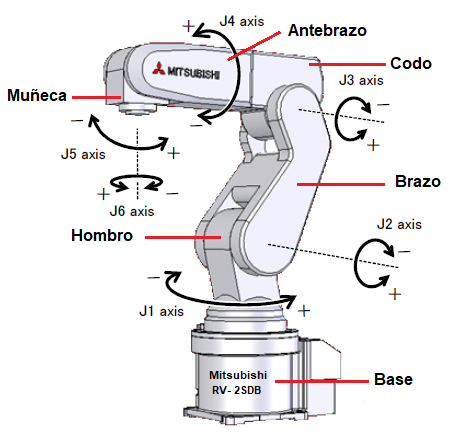 J4 axis
Antebrazo
+
MITSUBISHI
Codo
Muñeca
J3 axis
−
−
−
+
J5 axis
+
+
−
J6 axis
Brazo
Hombro
J2 axis
−
−
+
J1 axis
+
Mitsubishi
RV- 2SDB
Base